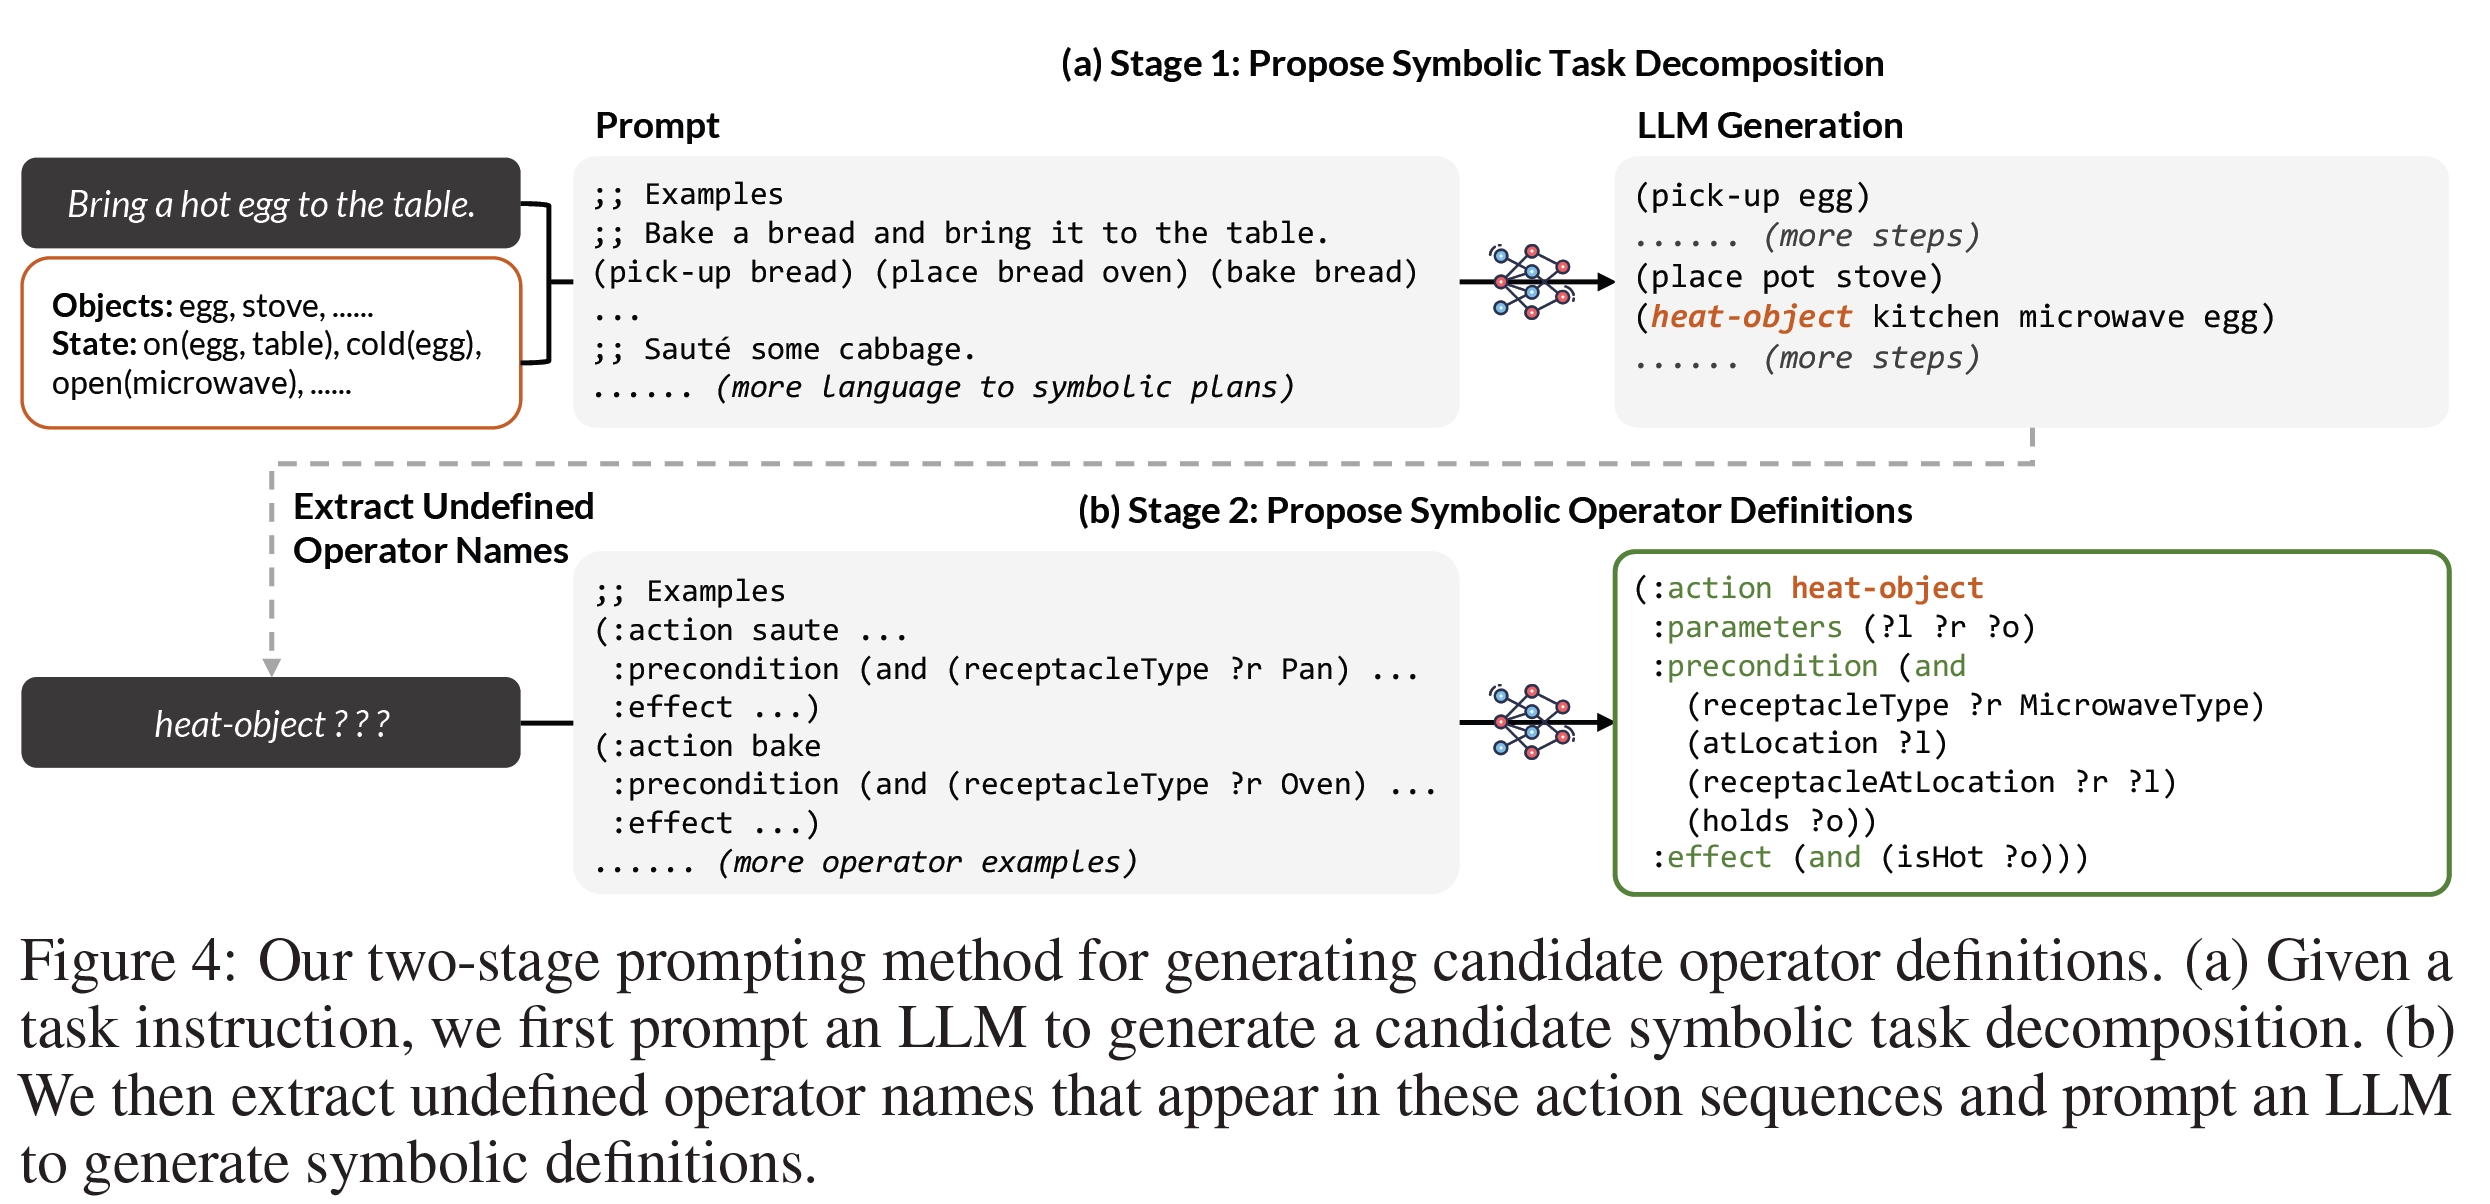 (a) Stage 1: Propose Symbolic Task Decomposition
Prompt
LLM Generation
Bring a hot egg to the table.
Objects: egg, stove, ......
State: on(egg, table), cold(egg),
open(microwave), ......
;; Examples
;; Bake a bread and bring it to the table.
(pick-up bread) (place bread oven) (bake bread)
...
;; Sauté some cabbage.
...... (more language to symbolic plans)
(pick-up egg)
...... (more steps)
(place pot stove)
(heat-object kitchen microwave egg)
...... (more steps)
Extract Undefined
Operator Names
(b) Stage 2: Propose Symbolic Operator Definitions
heat-object ? ? ?
;; Examples
(:action saute ...
:precondition (and (receptacleType ?r Pan) ...
:effect ...)
(:action bake
:precondition (and (receptacleType ?r Oven) ...
:effect ...)
...... (more operator examples)
(:action heat-object
:parameters (?l ?r ?o)
:precondition (and
(receptacleType ?r MicrowaveType)
(atLocation ?l)
(receptacleAtLocation ?r ?l)
(holds ?o))
:effect (and (isHot ?o)))
Figure 4: Our two-stage prompting method for generating candidate operator definitions. (a) Given a
task instruction, we first prompt an LLM to generate a candidate symbolic task decomposition. (b)
We then extract undefined operator names that appear in these action sequences and prompt an LLM
to generate symbolic definitions.